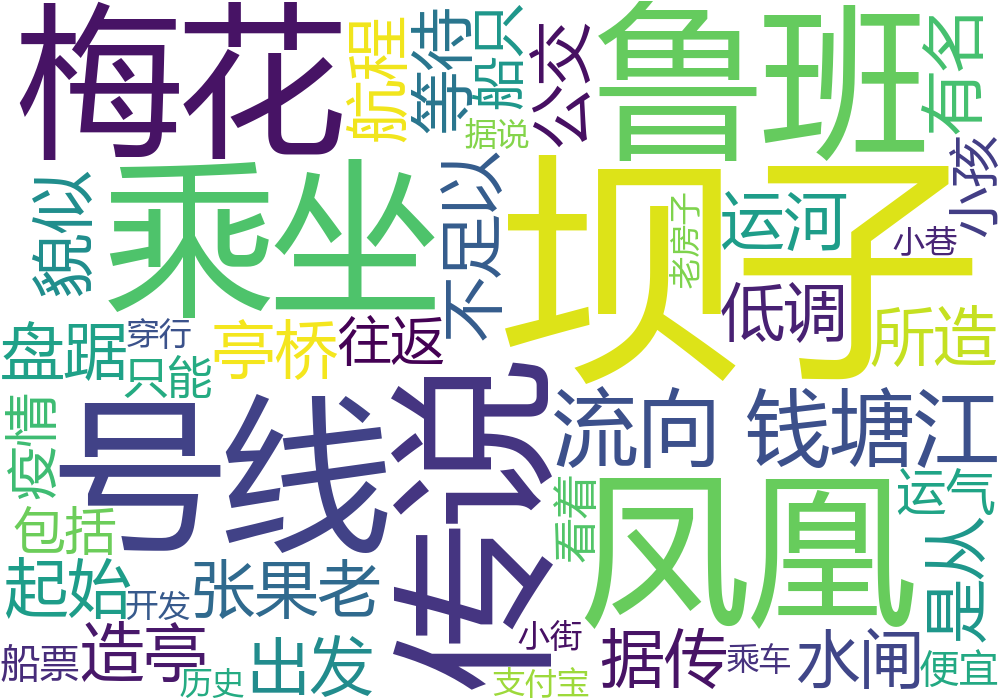 梅花
航程
等待
船只
据说
公交
鲁班
有名
小孩
貌似
乘坐
不足以
坝子
老房子
运河
小巷
低调
所造
盘踞
穿行
只能
亭桥
往返
疫情
号线
传说
流向
钱塘江
包括
看着
凤凰
运气
是从
起始
开发
张果老
船票
造亭
历史
出发
小街
支付宝
据传
乘车
水闸
便宜